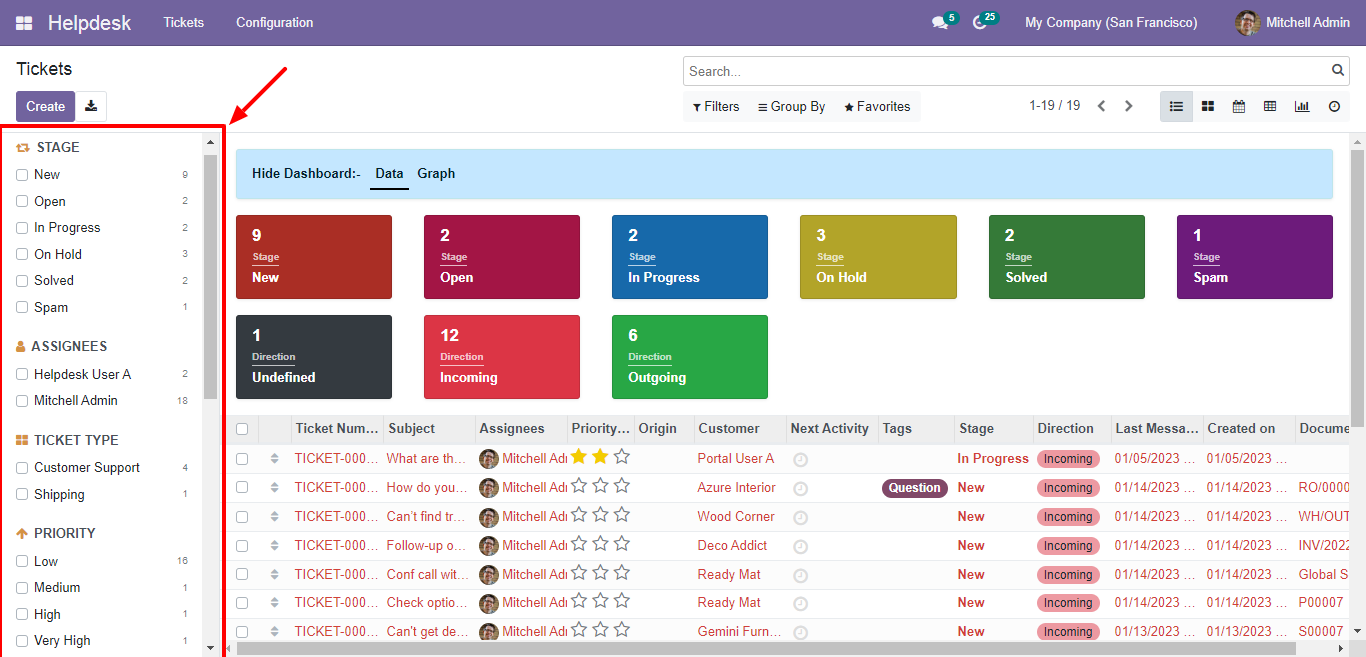 Helpdesk Tickets Configuration 5 25 My Company (San Francisco) Mitchell Admin
Tickets
Search...
Create
Filters Group By Favorites 1-19 / 19
STAGE
New 9
Open 2
In Progress 2
On Hold 3
Solved 2
Spam 1
ASSIGNEES
Helpdesk User A 2
Mitchell Admin 18
TICKET TYPE
Customer Support 4
Shipping 1
PRIORITY
Low 16
Medium 1
High 1
Very High 1
Hide Dashboard:- Data Graph
9
Stage
New
2
Stage
Open
2
Stage
In Progress
3
Stage
On Hold
2
Stage
Solved
1
Stage
Spam
1
Direction
Undefined
12
Direction
Incoming
6
Direction
Outgoing
Ticket Num... Subject Assignees Priority... Origin Customer Next Activity Tags Stage Direction Last Messa... Created on Docume
TICKET-000... What are th... Mitchell Adı Portal User A In Progress Incoming 01/05/2023 ... 01/05/2023 ...
TICKET-000... How do you... Mitchell Adı Azure Interior Question New Incoming 01/14/2023 ... 01/14/2023 ... RO/0000
TICKET-000... Can't find tr... Mitchell Adı Wood Corner New Incoming 01/14/2023 ... 01/14/2023 ... WH/OUT
TICKET-000... Follow-up o... Mitchell Adı Deco Addict New Incoming 01/14/2023 ... 01/14/2023 ... INV/2022
TICKET-000... Conf call wit... Mitchell Adı Ready Mat New Incoming 01/14/2023 ... 01/14/2023 ... Global S
TICKET-000... Check optio... Mitchell Adı Ready Mat New Incoming 01/14/2023 ... 01/14/2023 ... P00007
TICKET-000... Can't get de... Mitchell Adı Gemini Furn... New Incoming 01/13/2023 ... 01/13/2023 ... S00007